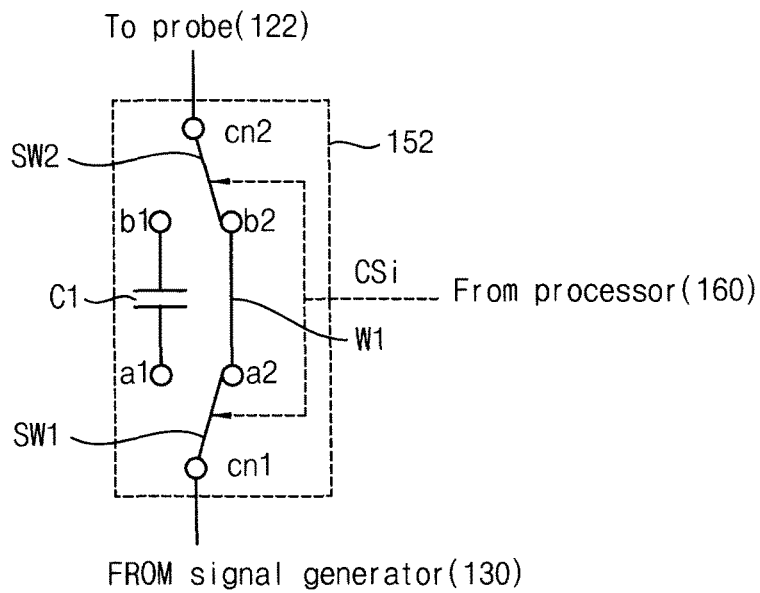 To probe(122)
cn2
152
SW2
b1
b2
CSi
From processor(160)
C1
W1
a1
a2
SW1
cn1
FROM signal generator(130)